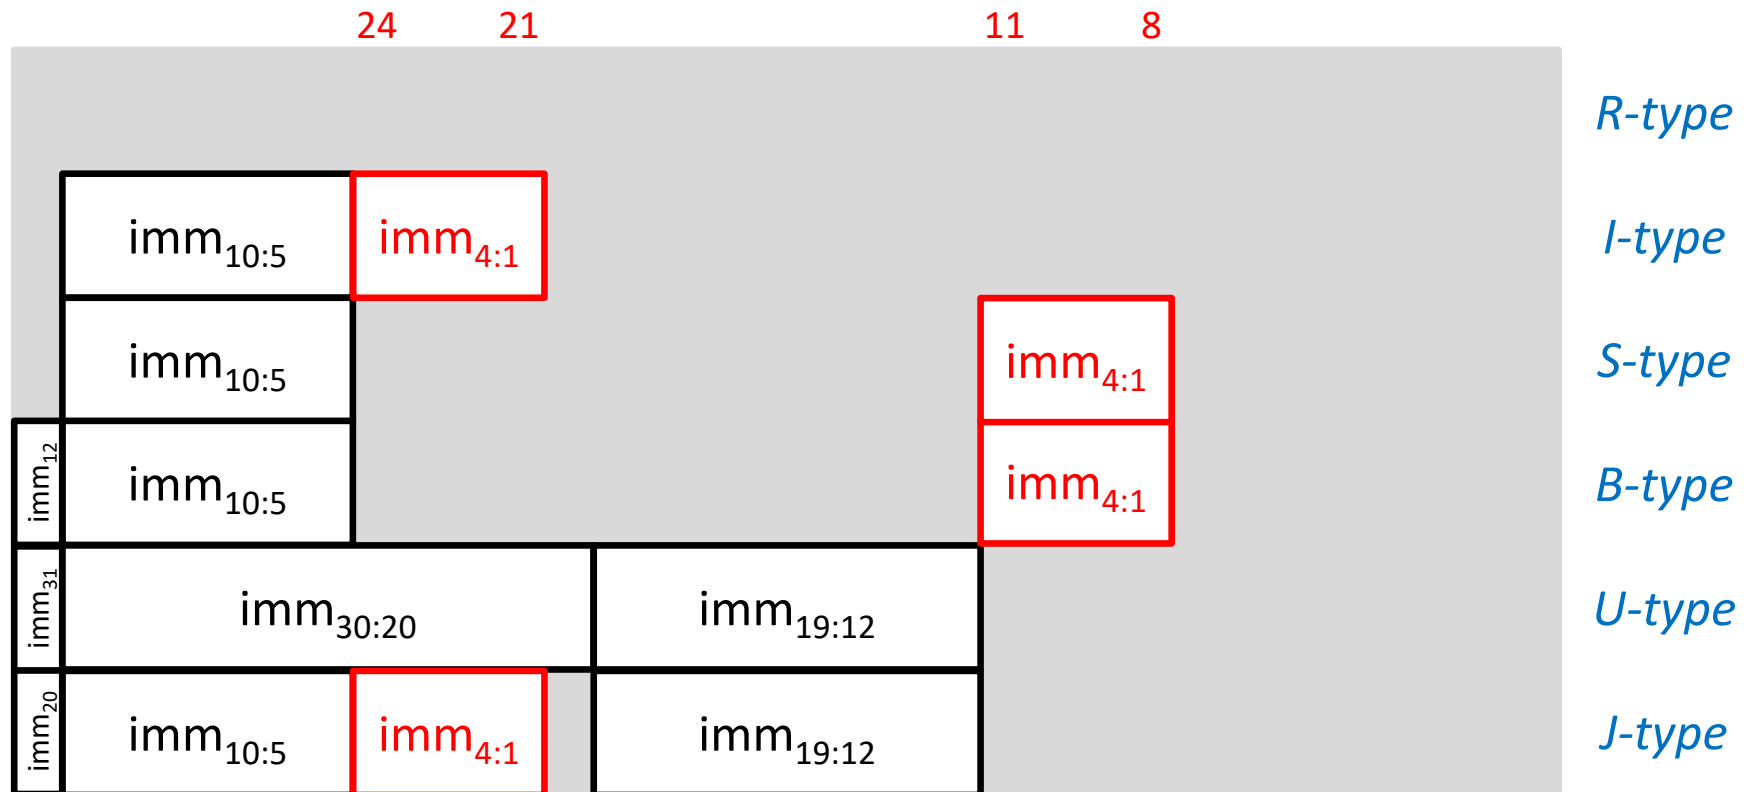 24 21 11 8
R-type
imm10:5 imm4:1 I-type
imm10:5 imm4:1 S-type
imm12 imm10:5 imm4:1 B-type
imm31 imm30:20 imm19:12 U-type
imm20 imm10:5 imm4:1 imm19:12 J-type